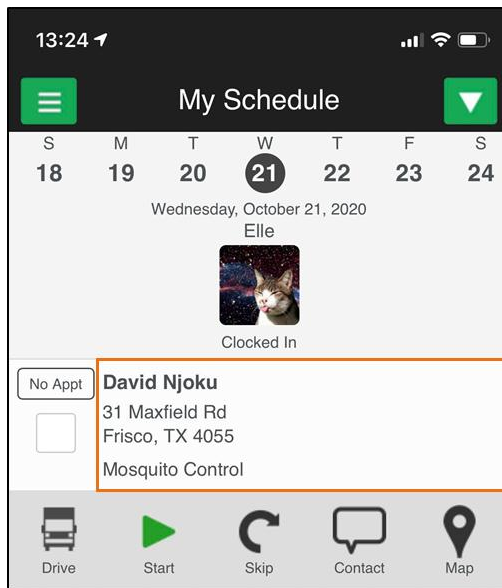 13:24
My Schedule
S M T W T F S
18 19 20 21 22 23 24
Wednesday, October 21, 2020
Elle
Clocked In
No Appt
David Njoku
31 Maxfield Rd
Frisco, TX 4055
Mosquito Control
Drive Start Skip Contact Map